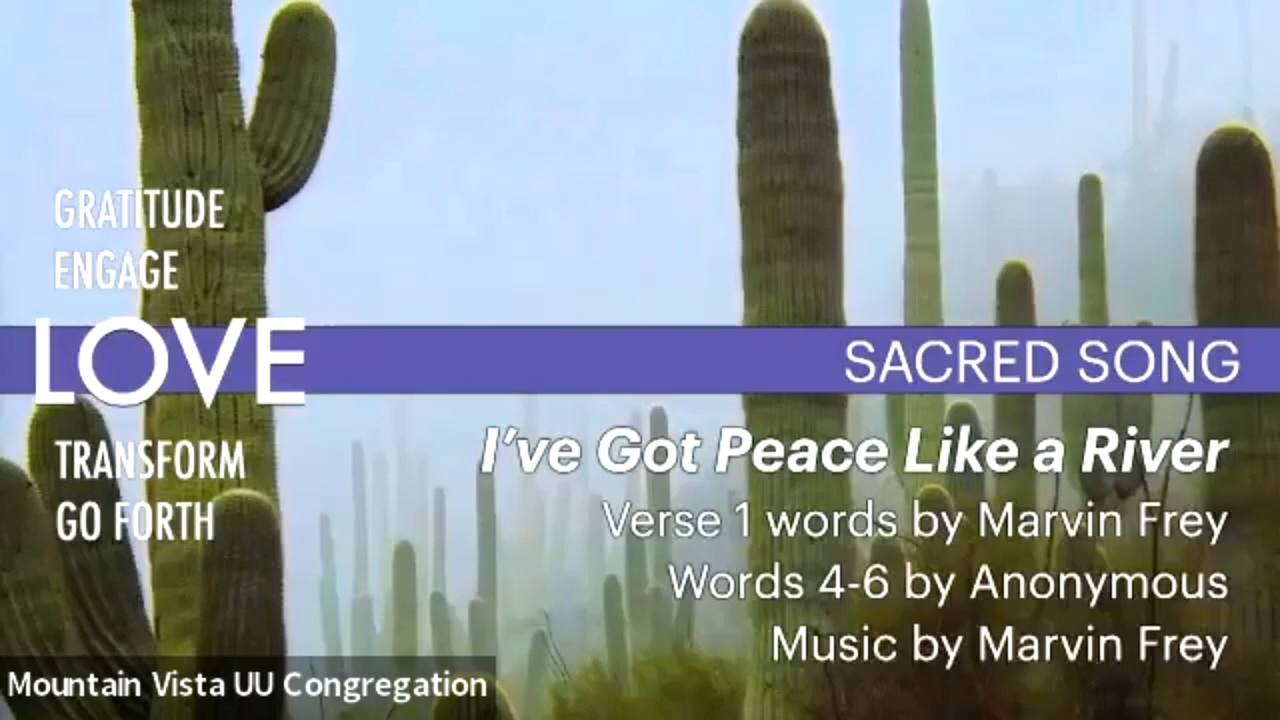 GRATITUDE
ENGAGE
LOVE
TRANSFORM
GO FORTH
SACRED SONG
I've Got Peace Like a River
Verse 1 words by Marvin Frey
Words 4-6 by Anonymous
Music by Marvin Frey
Mountain Vista UU Congregation